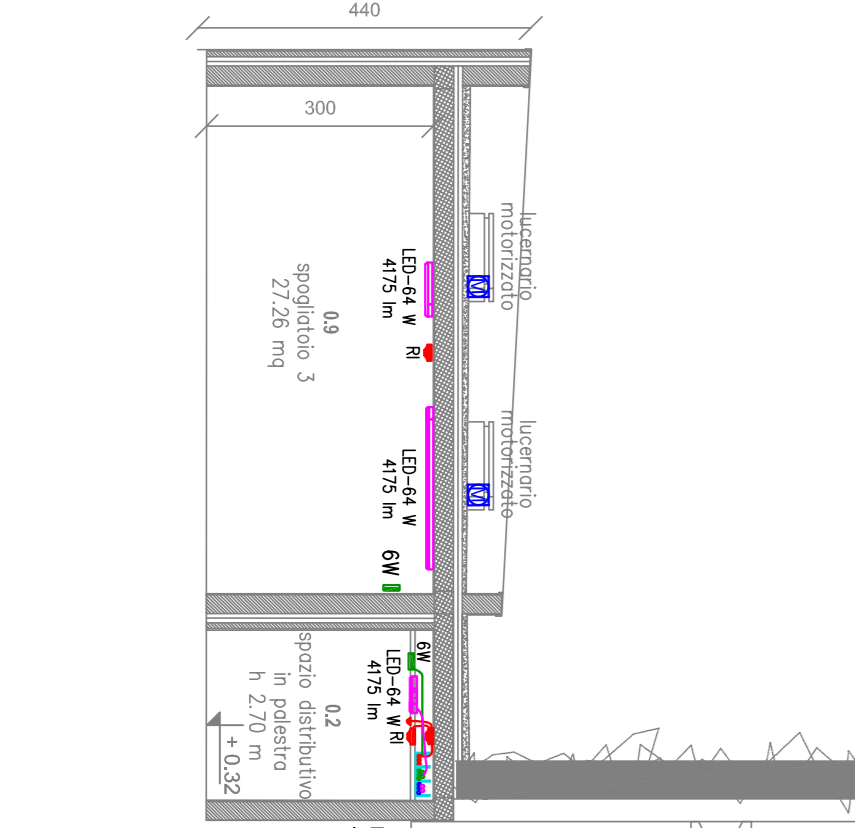 440
300
lucernario
motorizzato
LED-64 W
4175 lm
0.9
spogliatoio 3
27.26 mq
RI
lucernario
motorizzato
LED-64 W
4175 lm
6W
6W
LED-64 W
4175 lm
RI
0.2
spazio distributivo
in palestra
h 2.70 m
+ 0.32